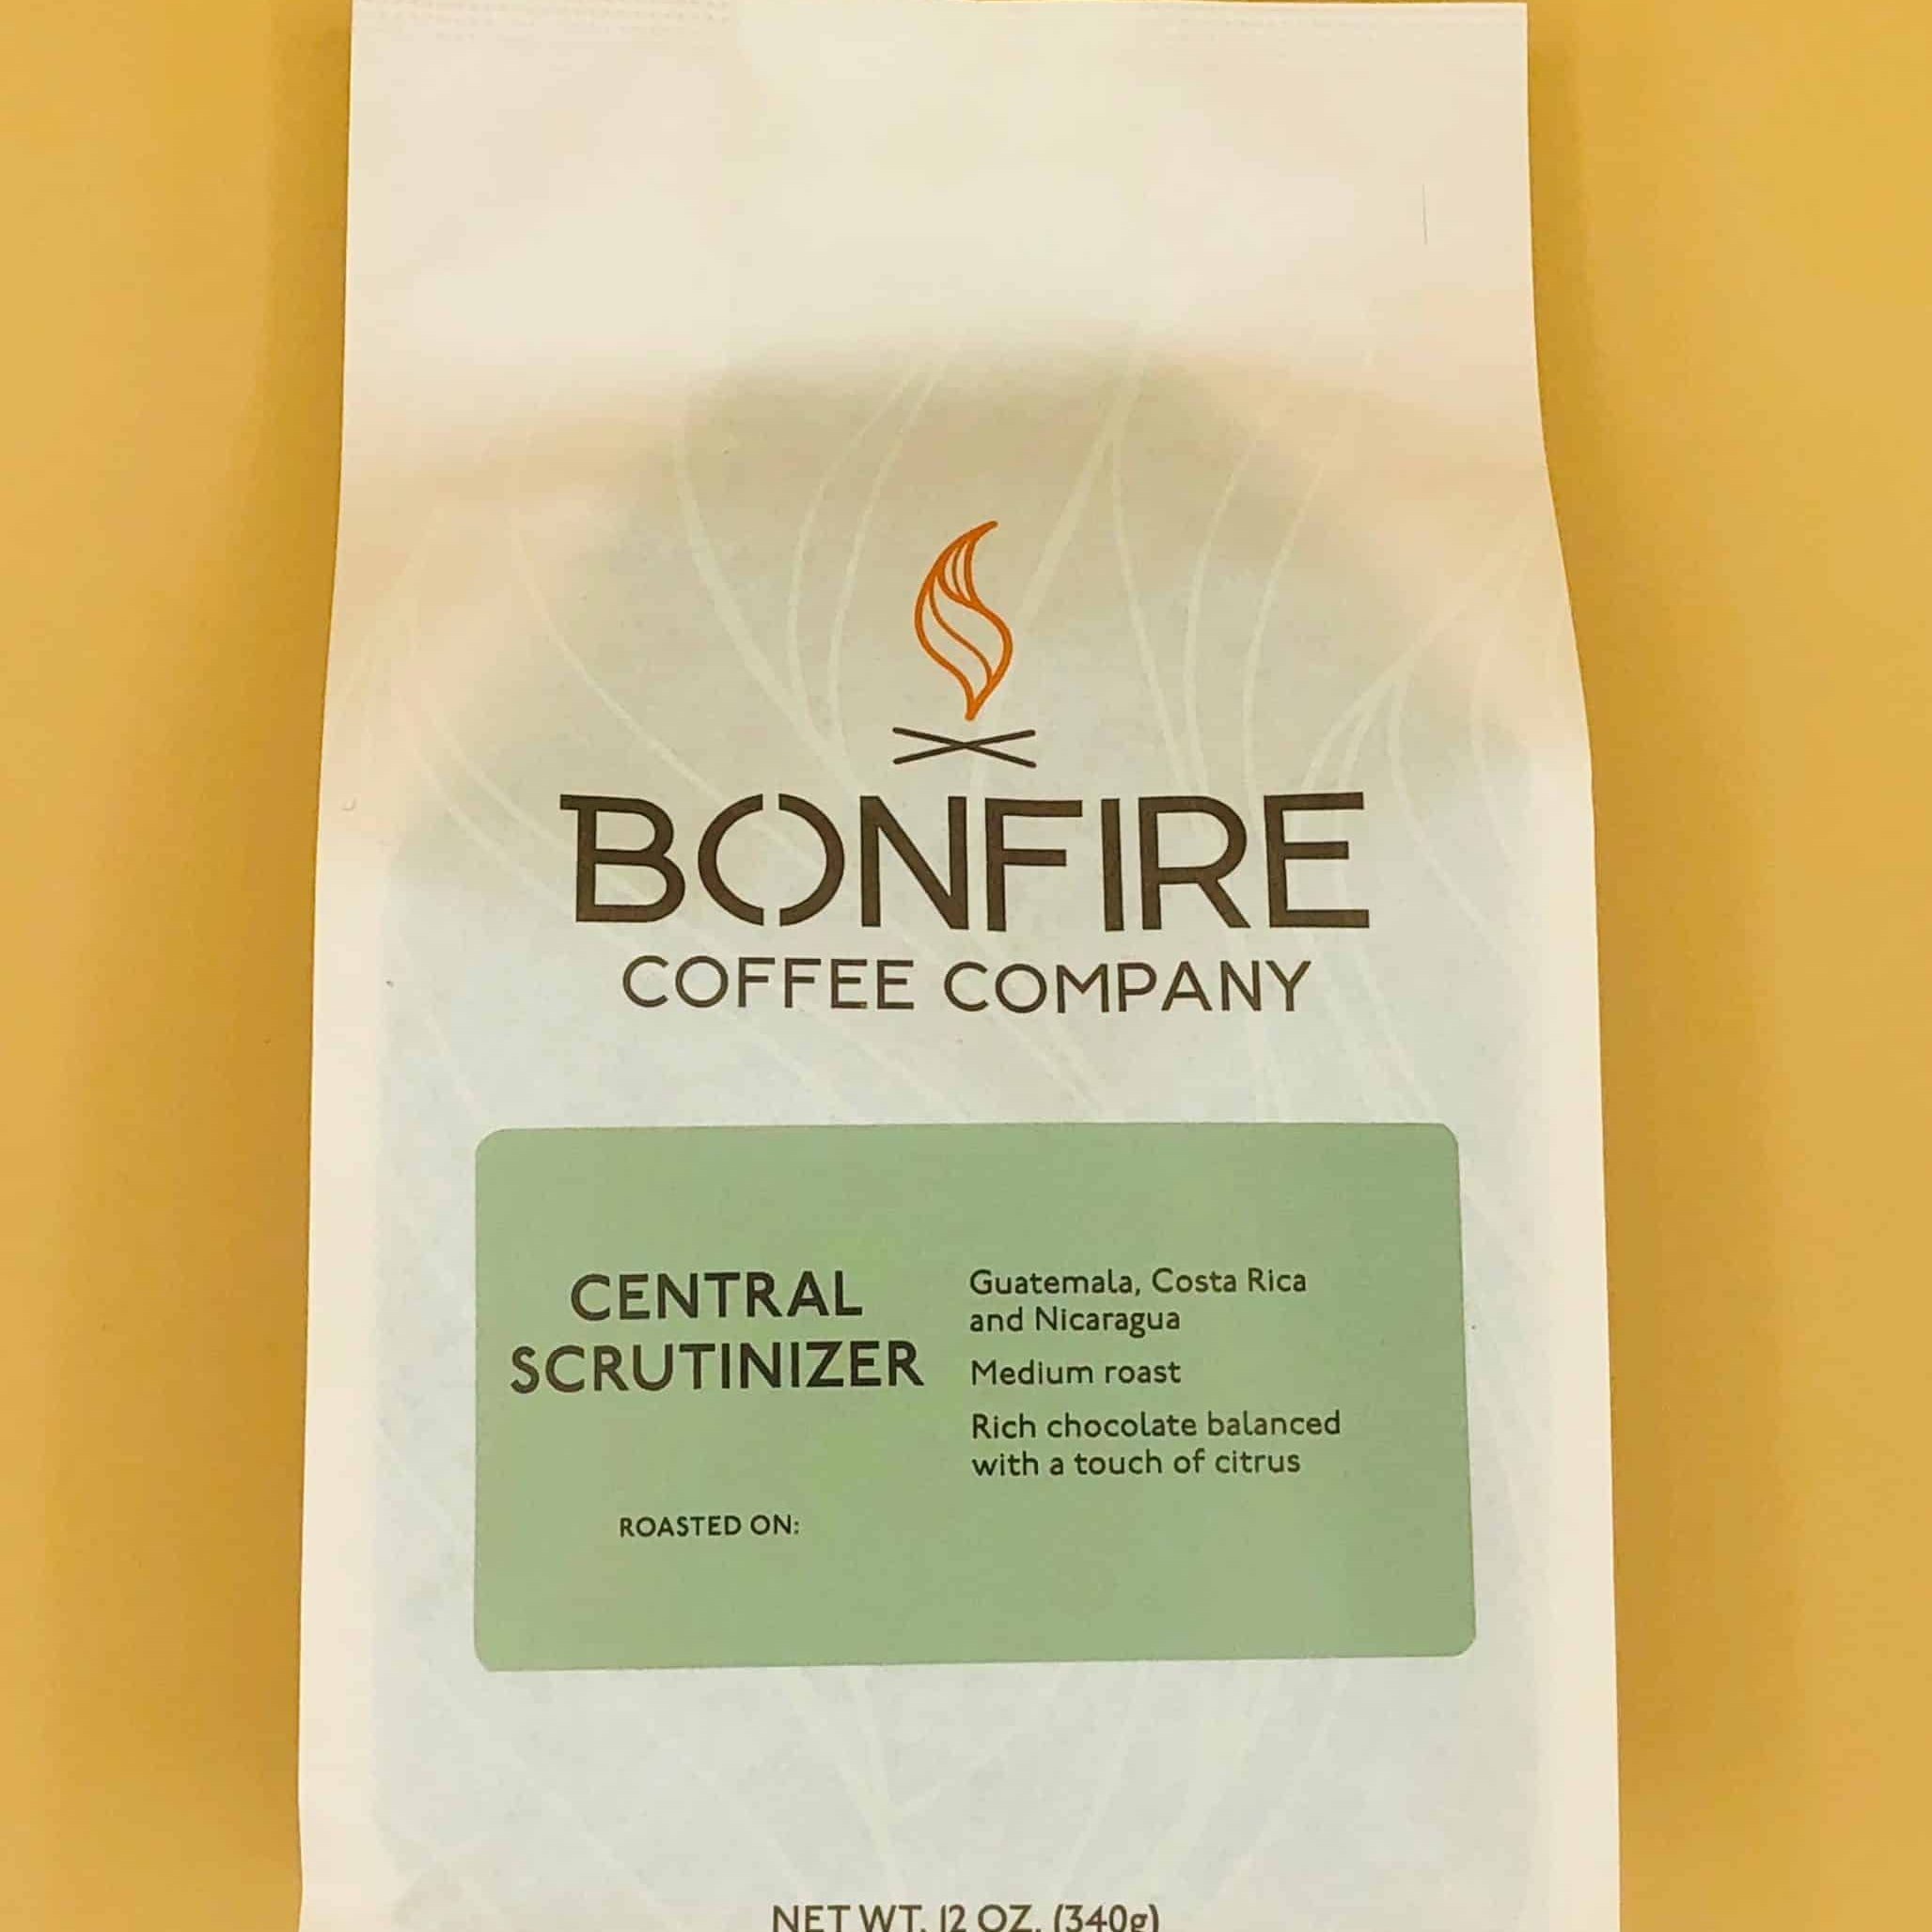 BONFIRE
COFFEE COMPANY
CENTRAL
SCRUTINIZER
ROASTED ON:
Guatemala, Costa Rica
and Nicaragua
Medium roast
Rich chocolate balanced
with a touch of citrus
NET WT. 12 OZ. (340g)